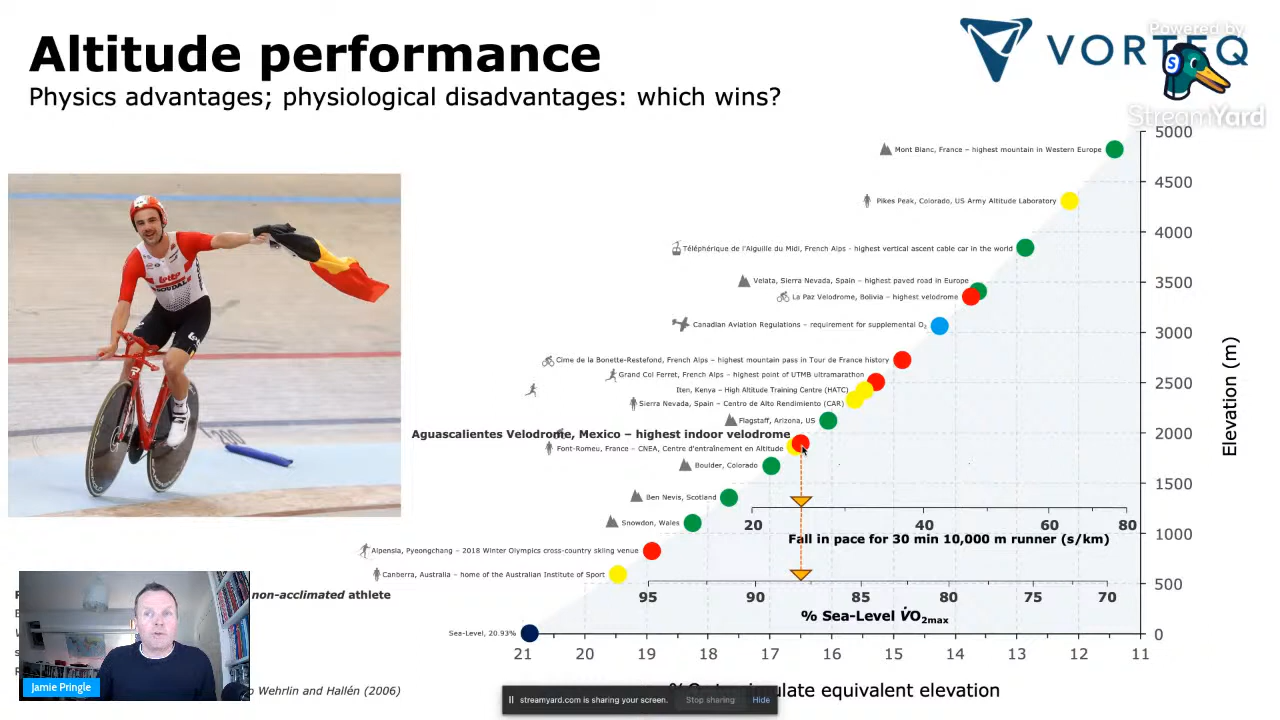 Altitude performance
Physics advantages; physiological disadvantages: which wins?
VORTEQ
Powered by
StreamYard
S
5000
Mont Blanc, France – highest mountain in Western Europe
4500
Pikes Peak, Colorado, US Army Altitude Laboratory
4000
Téléphérique de l'Aiguille du Midi, French Alps - highest vertical ascent cable car in the world
3500
Velata, Sierra Nevada, Spain – highest paved road in Europe
La Paz Velodrome, Bolivia – highest velodrome
3000
Canadian Aviation Regulations – requirement for supplemental O₂
Cime de la Bonette-Restefond, French Alps – highest mountain pass in Tour de France history
Grand Col Ferret, French Alps – highest point of UTMB ultramarathon
2500
Iten, Kenya – High Altitude Training Centre (HATC)
Sierra Nevada, Spain – Centro de Alto Rendimiento (CAR)
Flagstaff, Arizona, US
2000
Aguascalientes Velodrome, Mexico – highest indoor velodrome
Font-Romeu, France – CNEA, Centre d'entraînement en Altitude
Boulder, Colorado
1500
Ben Nevis, Scotland
Snowdon, Wales
1000
Alpensia, Pyeongchang – 2018 Winter Olympics cross-country skiing venue
Canberra, Australia – home of the Australian Institute of Sport
500
Sea-Level, 20.93%
0
Elevation (m)
20 40 60 80
Fall in pace for 30 min 10,000 m runner (s/km)
95 90 85 80 75 70
% Sea-Level V̇O₂max
21 20 19 18 17 16 15 14 13 12 11
equivalent elevation
lotto
SOUDAL
non-acclimated athlete
Wehrlin and Hallén (2006)
Jamie Pringle
streamyard.com is sharing your screen.
Stop sharing
Hide